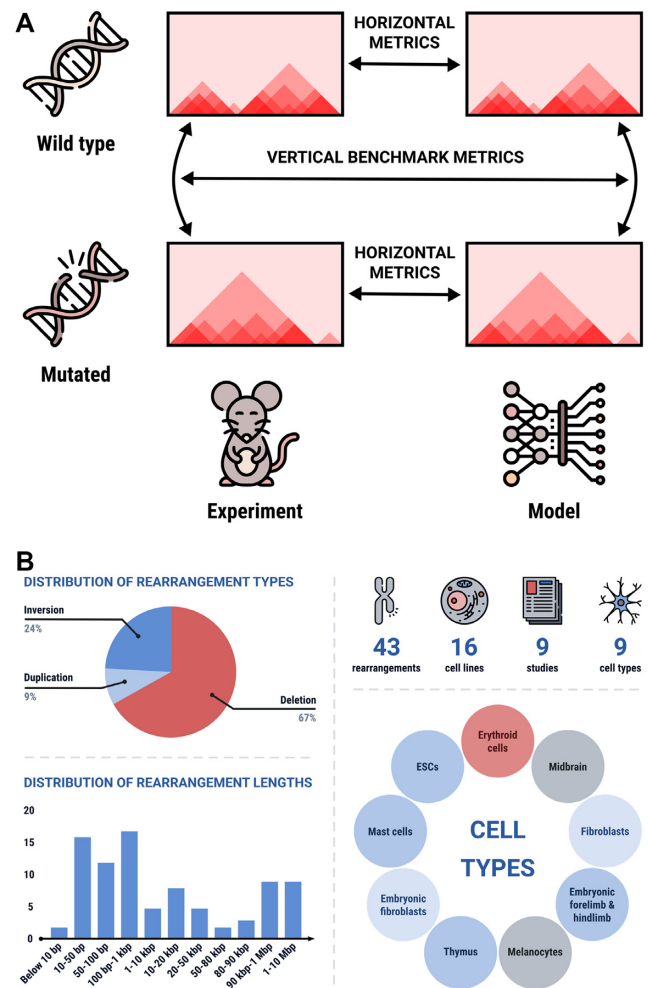 A
HORIZONTAL
METRICS
Wild type
VERTICAL BENCHMARK METRICS
HORIZONTAL
METRICS
Mutated
Experiment
Model
B
DISTRIBUTION OF REARRANGEMENT TYPES
Inversion
24%
Duplication
9%
Deletion
67%
DISTRIBUTION OF REARRANGEMENT LENGTHS
20
15
10
5
0
Below 10 bp
10-50 bp
50-100 bp
100 bp-1 kbp
1-10 kbp
10-20 kbp
20-50 kbp
50-80 kbp
80-90 kbp
90 kbp-1 Mbp
1-10 Mbp
43
rearrangements
16
cell lines
9
studies
9
cell types
Erythroid
cells
ESCs
Midbrain
Mast cells
CELL
TYPES
Fibroblasts
Embryonic
fibroblasts
Embryonic
forelimb &
hindlimb
Thymus
Melanocytes